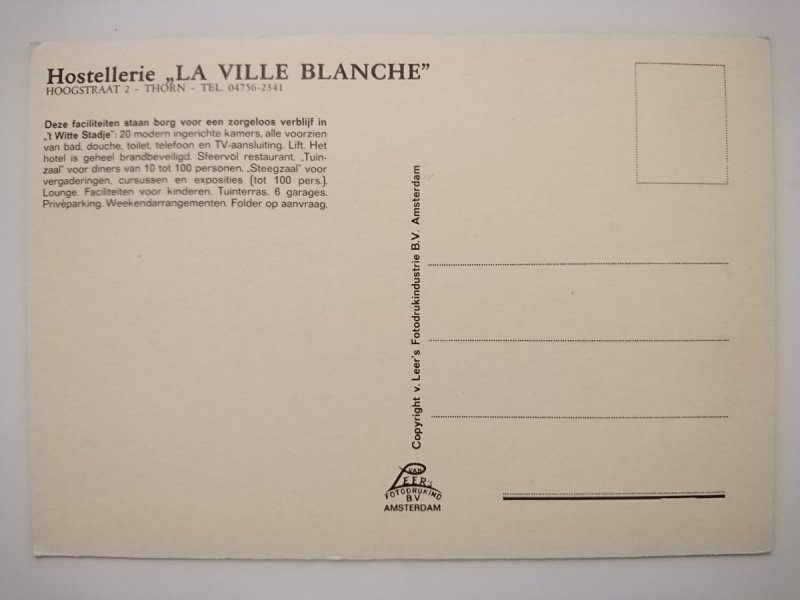 Hostellerie „LA VILLE BLANCHE”
HOOGSTRAAT 2 - THORN - TEL. 04756-2341
Deze faciliteiten staan borg voor een zorgeloos verblijf in
„'t Witte Stadje”: 20 modern ingerichte kamers, alle voorzien
van bad, douche, toilet, telefoon en TV-aansluiting. Lift. Het
hotel is geheel brandbeveiligd. Sfeervol restaurant. „Tuin-
zaal” voor diners van 10 tot 100 personen. „Steegzaal” voor
vergaderingen, cursussen en exposities (tot 100 pers.).
Lounge. Faciliteiten voor kinderen. Tuinterras. 6 garages.
Privéparking. Weekendarrangementen. Folder op aanvraag.
Copyright v. Leer's Fotodrukindustrie B.V. Amsterdam
VAN
LEER's
FOTODRUKIND
B.V.
AMSTERDAM